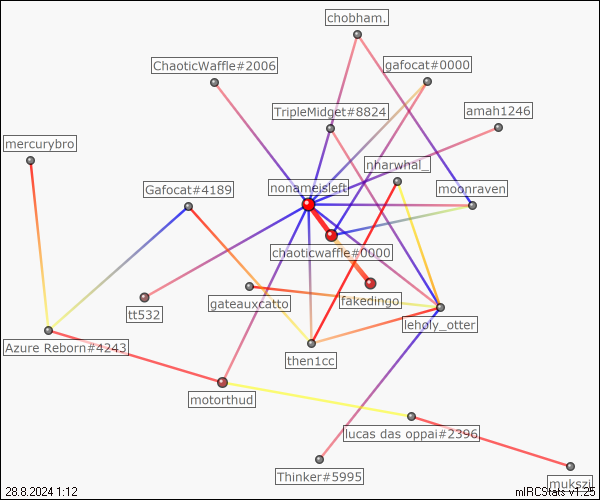 chobham.
ChaoticWaffle#2006
gafocat#0000
TripleMidget#8824
amah1246
mercurybro
nharwhal_
Gafocat#4189
nonameisleft
moonraven
chaoticwaffle#0000
gateauxcatto
fakedingo
tt532
leholy_otter
Azure Reborn#4243
then1cc
motorthud
lucas das oppai#2396
Thinker#5995
mukszi
28.8.2024 1:12
mIRCStats v1.25